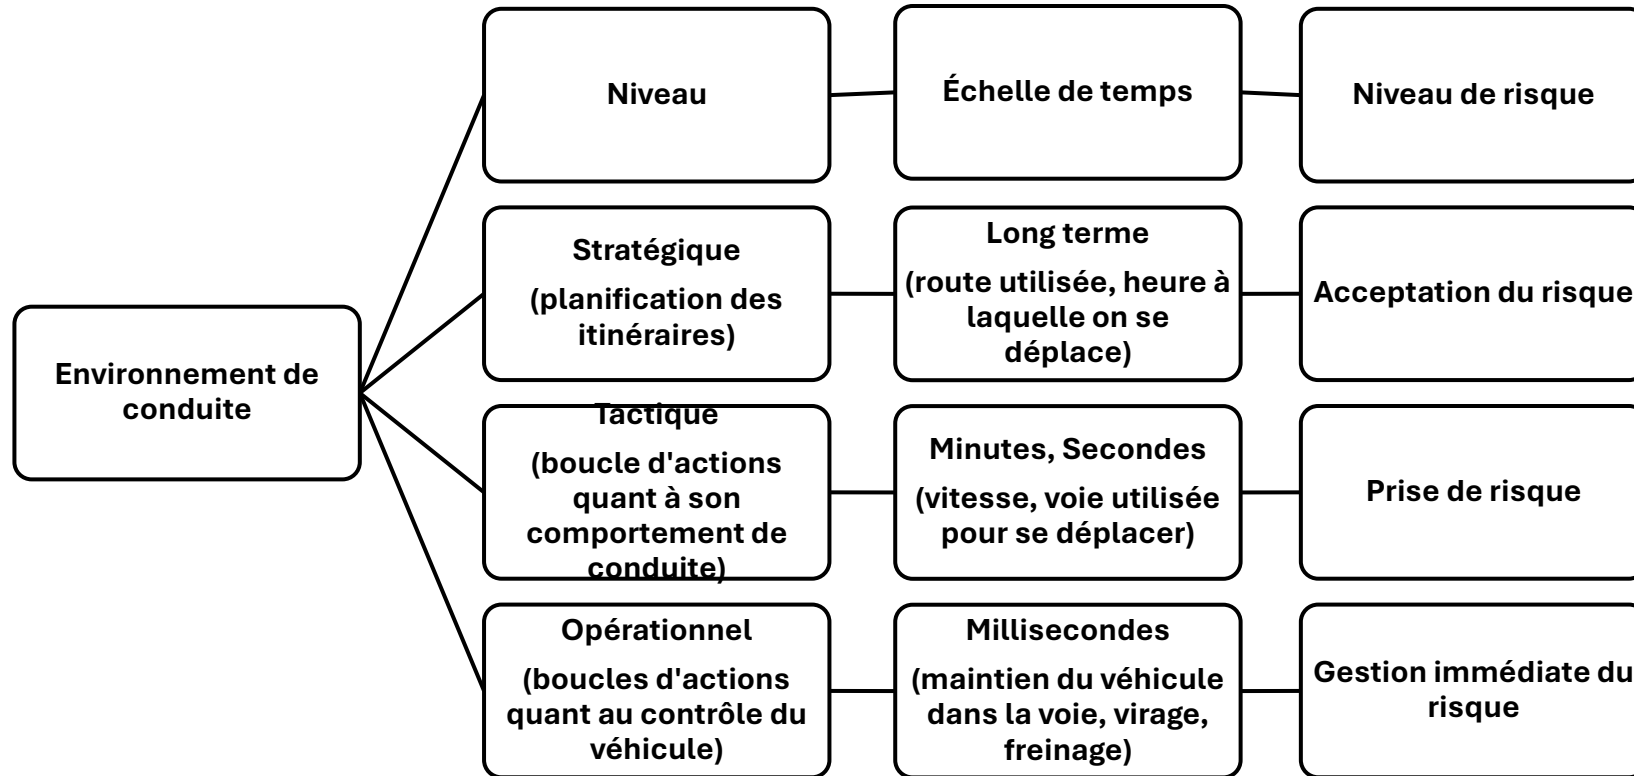 Environnement de
conduite
Niveau
Échelle de temps
Niveau de risque
Stratégique
(planification des
itinéraires)
Long terme
(route utilisée, heure à
laquelle on se
déplace)
Acceptation du risque
Tactique
(boucle d'actions
quant à son
comportement de
conduite)
Minutes, Secondes
(vitesse, voie utilisée
pour se déplacer)
Prise de risque
Opérationnel
(boucles d'actions
quant au contrôle du
véhicule)
Millisecondes
(maintien du véhicule
dans la voie, virage,
freinage)
Gestion immédiate du
risque